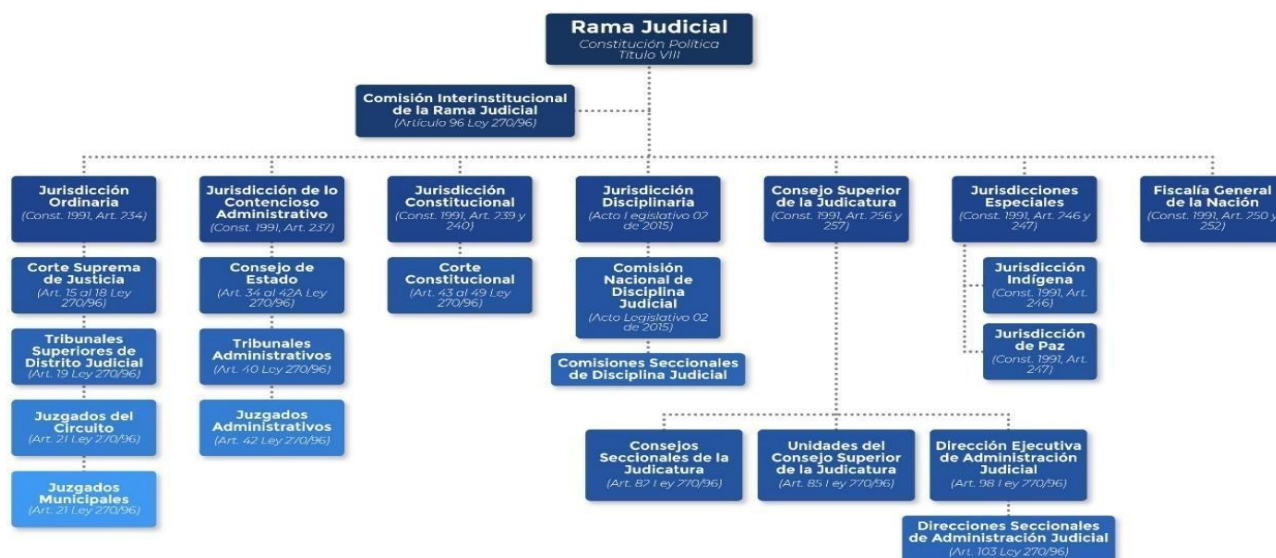 Rama Judicial
Constitución Política
Título VIII
Comisión Interinstitucional
de la Rama Judicial
(Artículo 96 Ley 270/96)
Jurisdicción
Ordinaria
(Const. 1991, Art. 234)
Corte Suprema
de Justicia
(Art. 15 al 18 Ley
270/96)
Tribunales
Superiores de
Distrito Judicial
(Art. 19 Ley 270/96)
Juzgados del
Circuito
(Art. 21 Ley 270/96)
Juzgados
Municipales
(Art. 21 Ley 270/96)
Jurisdicción de lo
Contencioso
Administrativo
(Const. 1991, Art. 237)
Consejo de
Estado
(Art. 34 al 42A Ley
270/96)
Tribunales
Administrativos
(Art. 40 Ley 270/96)
Juzgados
Administrativos
(Art. 42 Ley 270/96)
Jurisdicción
Constitucional
(Const. 1991, Art. 239 y
240)
Corte
Constitucional
(Art. 43 al 49 Ley
270/96)
Jurisdicción
Disciplinaria
(Acto Legislativo 02
de 2015)
Comisión
Nacional de
Disciplina
Judicial
(Acto Legislativo 02
de 2015)
Comisiones Seccionales
de Disciplina Judicial
Consejo Superior
de la Judicatura
(Const. 1991, Art. 256 y
257)
Consejos
Seccionales de la
Judicatura
(Art. 82 Ley 270/96)
Unidades del
Consejo Superior
de la Judicatura
(Art. 85 Ley 270/96)
Dirección Ejecutiva
de Administración
Judicial
(Art. 98 Ley 270/96)
Direcciones Seccionales
de Administración Judicial
(Art. 103 Ley 270/96)
Jurisdicciones
Especiales
(Const. 1991, Art. 246 y
247)
Jurisdicción
Indígena
(Const. 1991, Art.
246)
Jurisdicción
de Paz
(Const. 1991, Art.
247)
Fiscalía General
de la Nación
(Const. 1991, Art. 250 y
252)